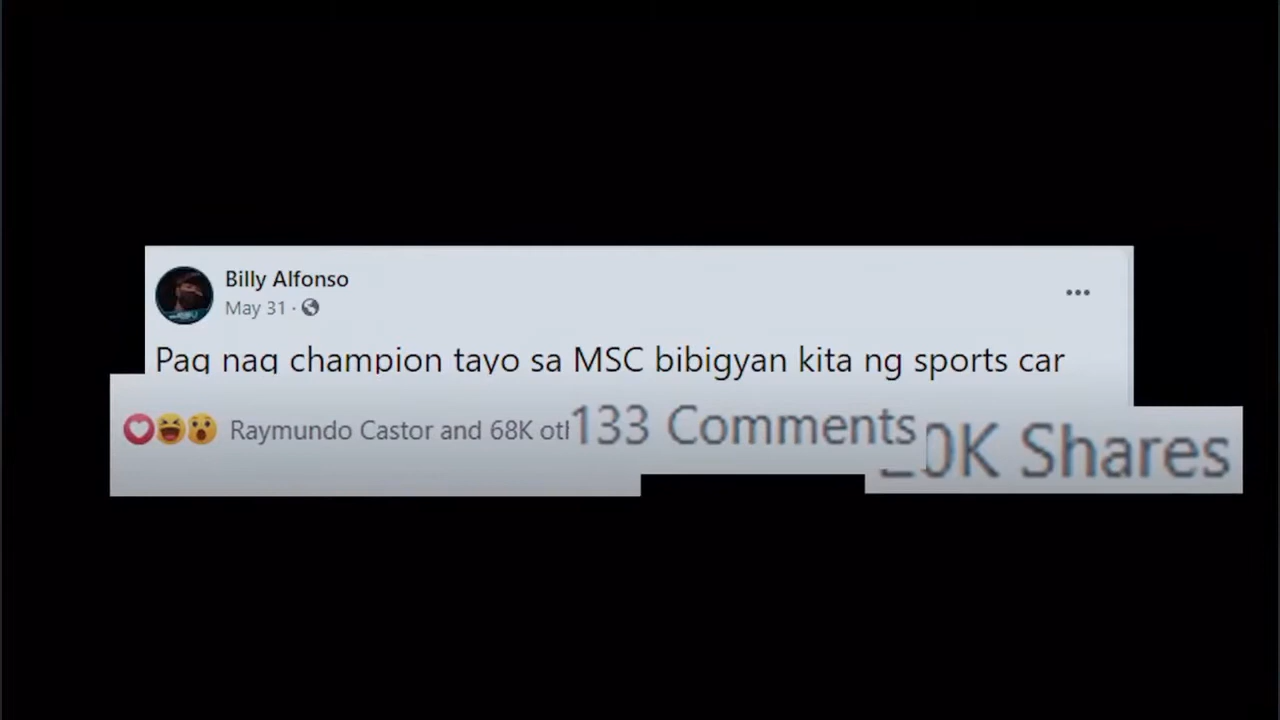 Billy Alfonso
May 31 ·
Pag nag champion tayo sa MSC bibigyan kita ng sports car
Raymundo Castor and 68K
133 Comments
Shares